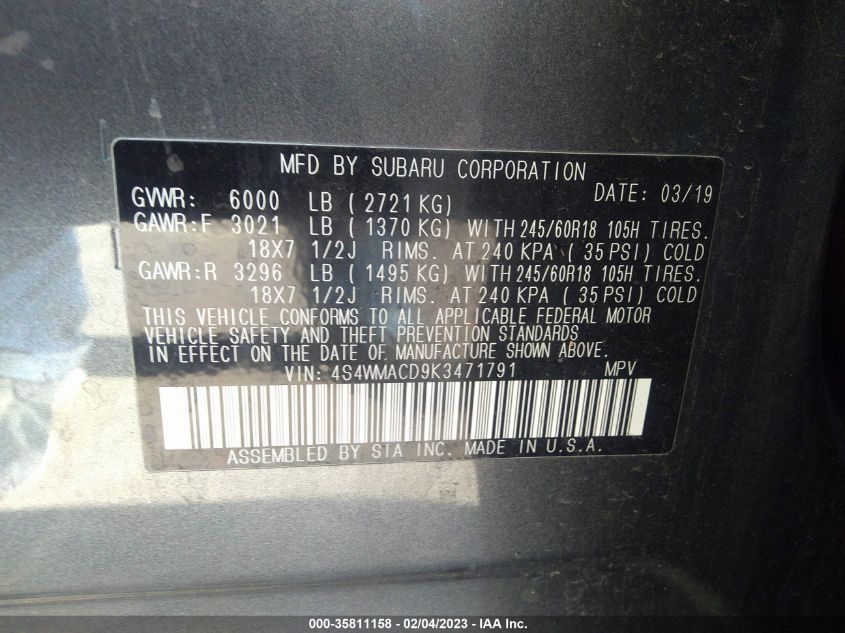 MFD BY SUBARU CORPORATION
DATE: 03/19
GVWR: 6000 LB ( 2721 KG)
GAWR:F 3021 LB ( 1370 KG) WITH 245/60R18 105H TIRES.
18X7 1/2J RIMS. AT 240 KPA ( 35 PSI) COLD
GAWR:R 3296 LB ( 1495 KG) WITH 245/60R18 105H TIRES.
18X7 1/2J RIMS. AT 240 KPA ( 35 PSI) COLD
THIS VEHICLE CONFORMS TO ALL APPLICABLE FEDERAL MOTOR
VEHICLE SAFETY AND THEFT PREVENTION STANDARDS
IN EFFECT ON THE DATE OF MANUFACTURE SHOWN ABOVE.
VIN: 4S4WMACD9K3471791 MPV
ASSEMBLED BY SIA INC. MADE IN U.S.A.
000-35811158 - 02/04/2023 - IAA Inc.